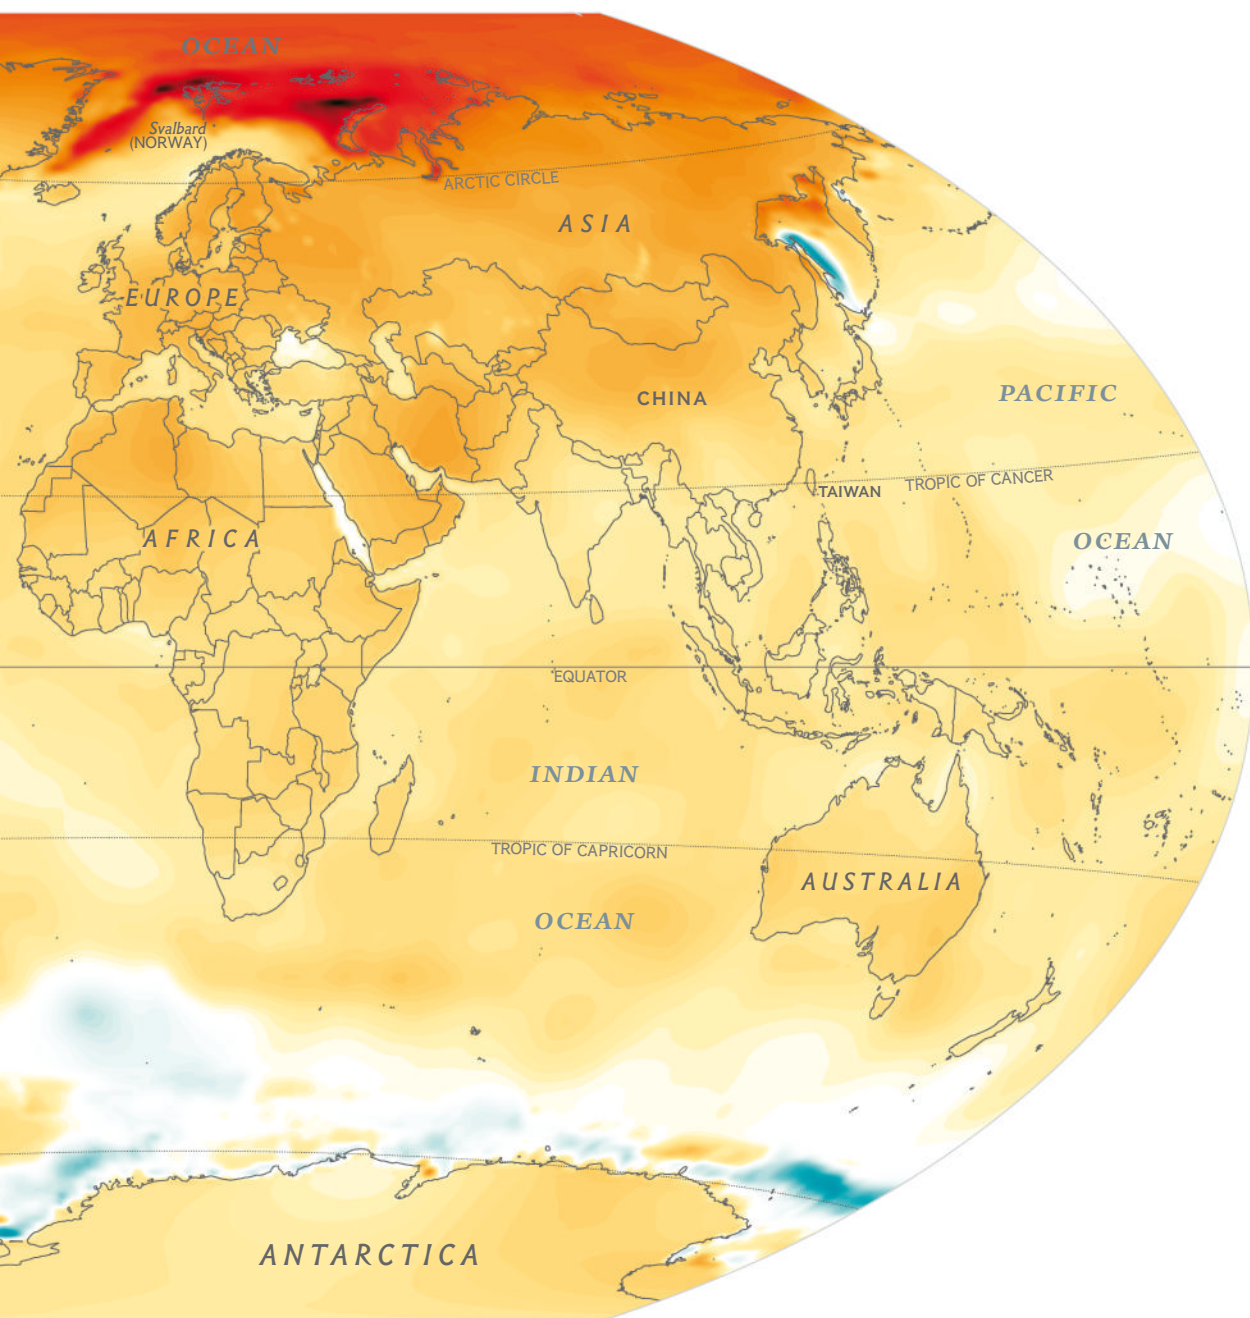 OCEAN
Svalbard
(NORWAY)
ARCTIC CIRCLE
ASIA
EUROPE
CHINA
PACIFIC
TAIWAN
TROPIC OF CANCER
AFRICA
OCEAN
EQUATOR
INDIAN
TROPIC OF CAPRICORN
AUSTRALIA
OCEAN
ANTARCTICA